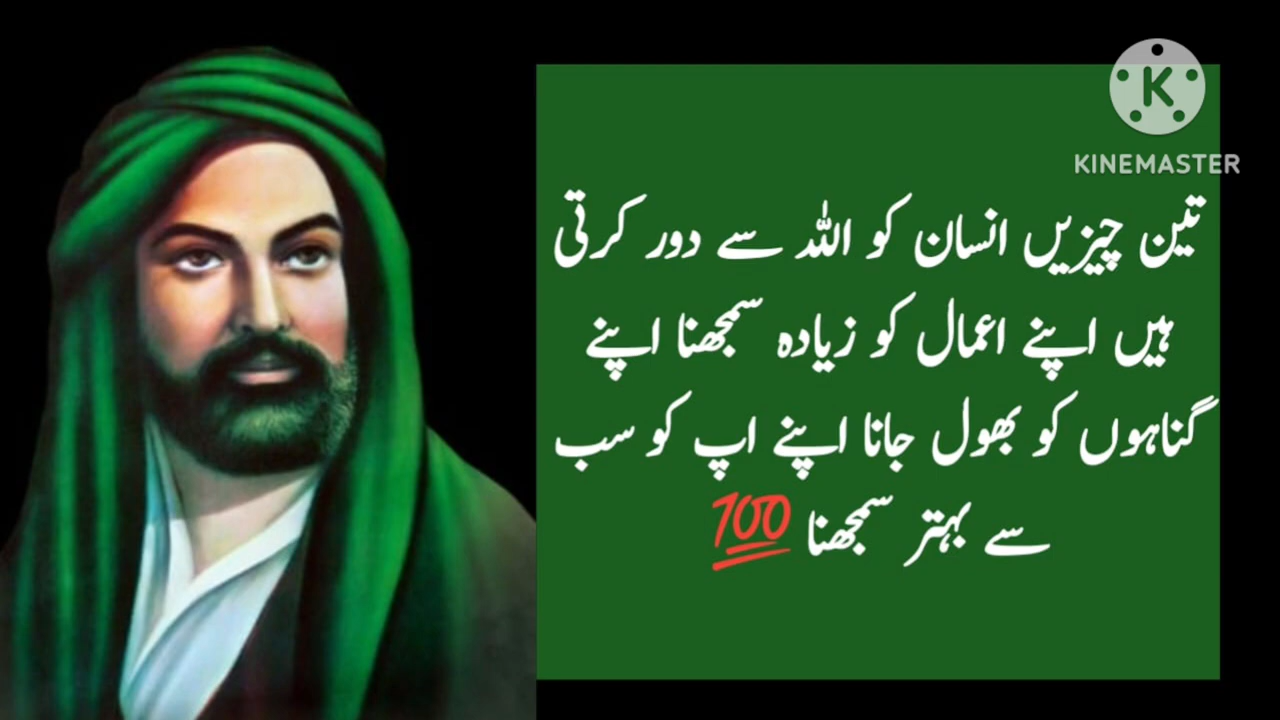 KINEMASTER
تین چیزیں انسان کو اللہ سے دور کرتی
ہیں اپنے اعمال کو زیادہ سمجھنا اپنے
گناہوں کو بھول جانا اپنے اپ کو سب
سے بہتر سمجھنا 💯